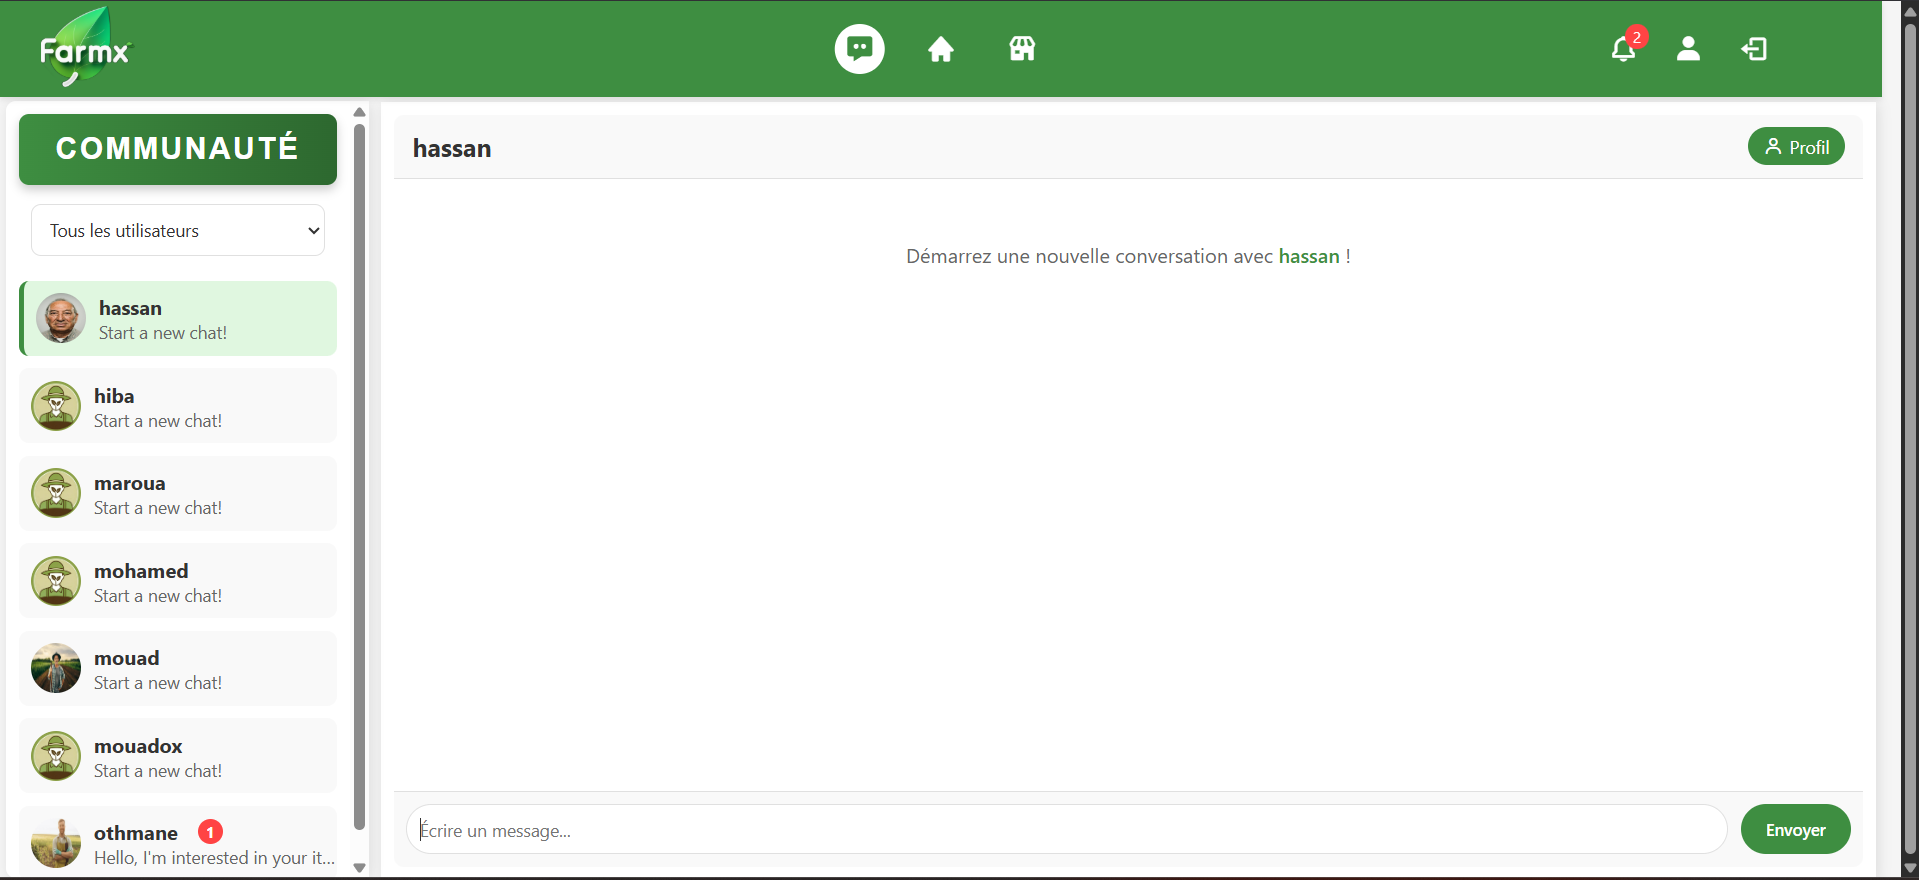 Farmx
2
COMMUNAUTÉ
Tous les utilisateurs
hassan
Start a new chat!
hiba
Start a new chat!
maroua
Start a new chat!
mohamed
Start a new chat!
mouad
Start a new chat!
mouadox
Start a new chat!
othmane 1
Hello, I'm interested in your it...
hassan
Profil
Démarrez une nouvelle conversation avec hassan !
Écrire un message...
Envoyer